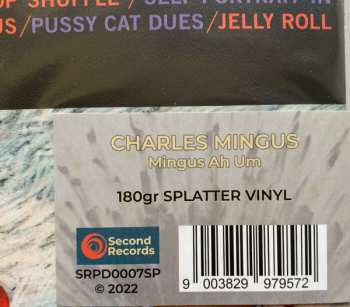 SHUFFLE / SELF-PORTRAIT IN
/PUSSY CAT DUES/JELLY ROLL
CHARLES MINGUS
Mingus Ah Um
180gr SPLATTER VINYL
Second
Records
SRPD0007SP
© 2022
9 003829 979572